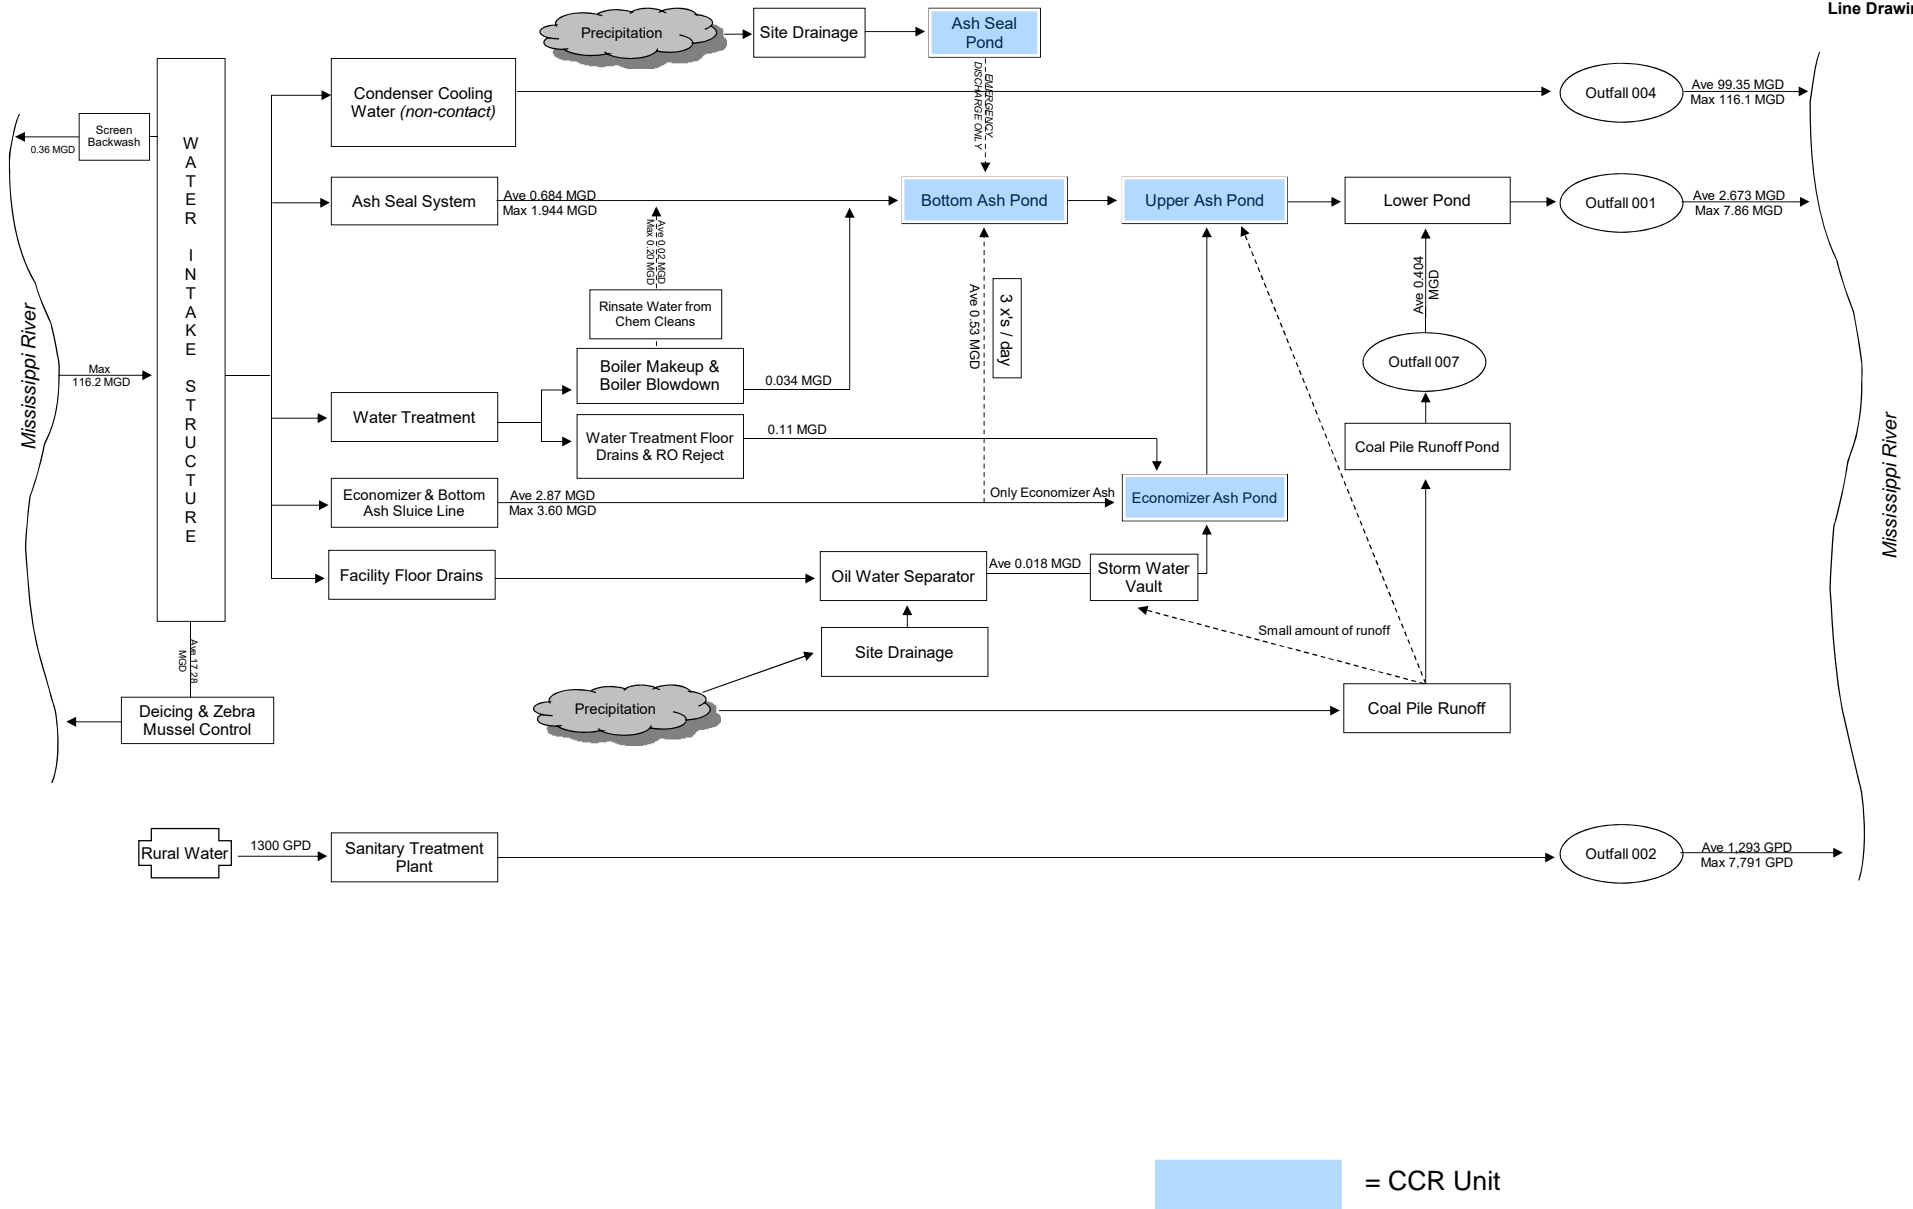 Line Drawi
Precipitation
Site Drainage
Ash Seal
Pond
EMERGENCY
DISCHARGE ONLY
Condenser Cooling
Water (non-contact)
Outfall 004
Ave 99.35 MGD
Max 116.1 MGD
Screen
Backwash
0.36 MGD
WATER INTAKE STRUCTURE
Ash Seal System
Ave 0.684 MGD
Max 1.944 MGD
Bottom Ash Pond
Upper Ash Pond
Lower Pond
Outfall 001
Ave 2.673 MGD
Max 7.86 MGD
Ave 0.02 MGD
Max 0.20 MGD
Rinsate Water from
Chem Cleans
Ave 0.53 MGD
3 x's / day
Ave 0.404
MGD
Mississippi River
Max
116.2 MGD
Boiler Makeup &
Boiler Blowdown
0.034 MGD
Outfall 007
Water Treatment
Water Treatment Floor
Drains & RO Reject
0.11 MGD
Coal Pile Runoff Pond
Mississippi River
Economizer & Bottom
Ash Sluice Line
Ave 2.87 MGD
Max 3.60 MGD
Only Economizer Ash
Economizer Ash Pond
Facility Floor Drains
Oil Water Separator
Ave 0.018 MGD
Storm Water
Vault
Small amount of runoff
Site Drainage
Ave 17.28
MGD
Deicing & Zebra
Mussel Control
Precipitation
Coal Pile Runoff
Rural Water
1300 GPD
Sanitary Treatment
Plant
Outfall 002
Ave 1,293 GPD
Max 7,791 GPD
= CCR Unit